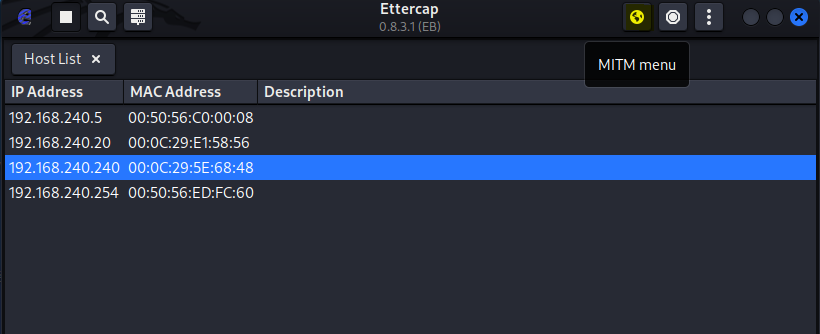 Ettercap
0.8.3.1 (EB)
Host List ×
MITM menu
IP Address MAC Address Description
192.168.240.5 00:50:56:C0:00:08
192.168.240.20 00:0C:29:E1:58:56
192.168.240.240 00:0C:29:5E:68:48
192.168.240.254 00:50:56:ED:FC:60